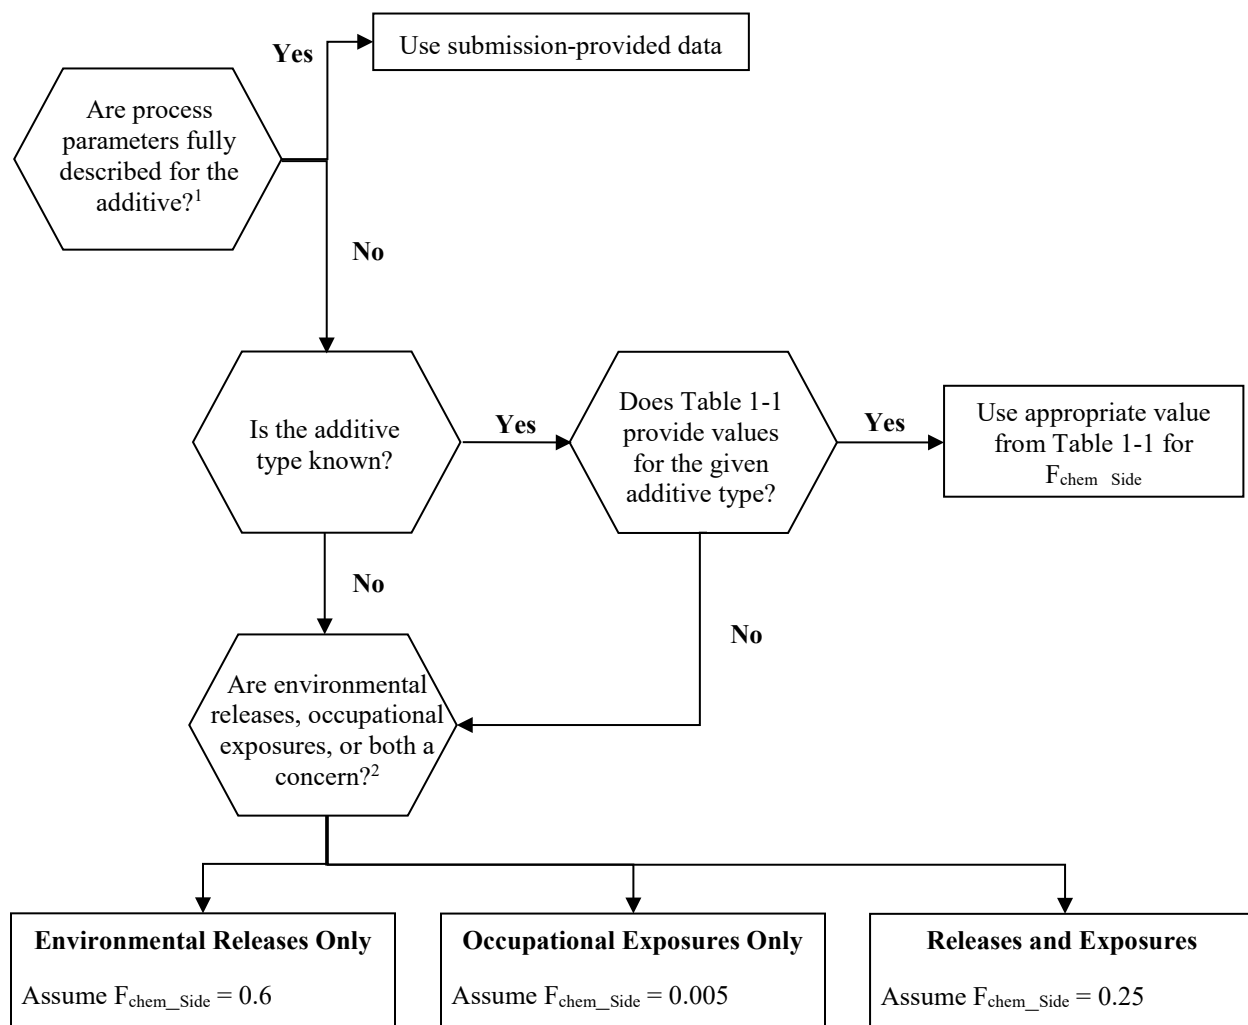 Yes
Use submission-provided data
Are process
parameters fully
described for the
additive?1
No
Is the additive
type known?
Yes
Does Table 1-1
provide values
for the given
additive type?
Yes
Use appropriate value
from Table 1-1 for
Fchem_Side
No
No
Are environmental
releases, occupational
exposures, or both a
concern?2
Environmental Releases Only
Assume Fchem_Side = 0.6
Occupational Exposures Only
Assume Fchem_Side = 0.005
Releases and Exposures
Assume Fchem_Side = 0.25